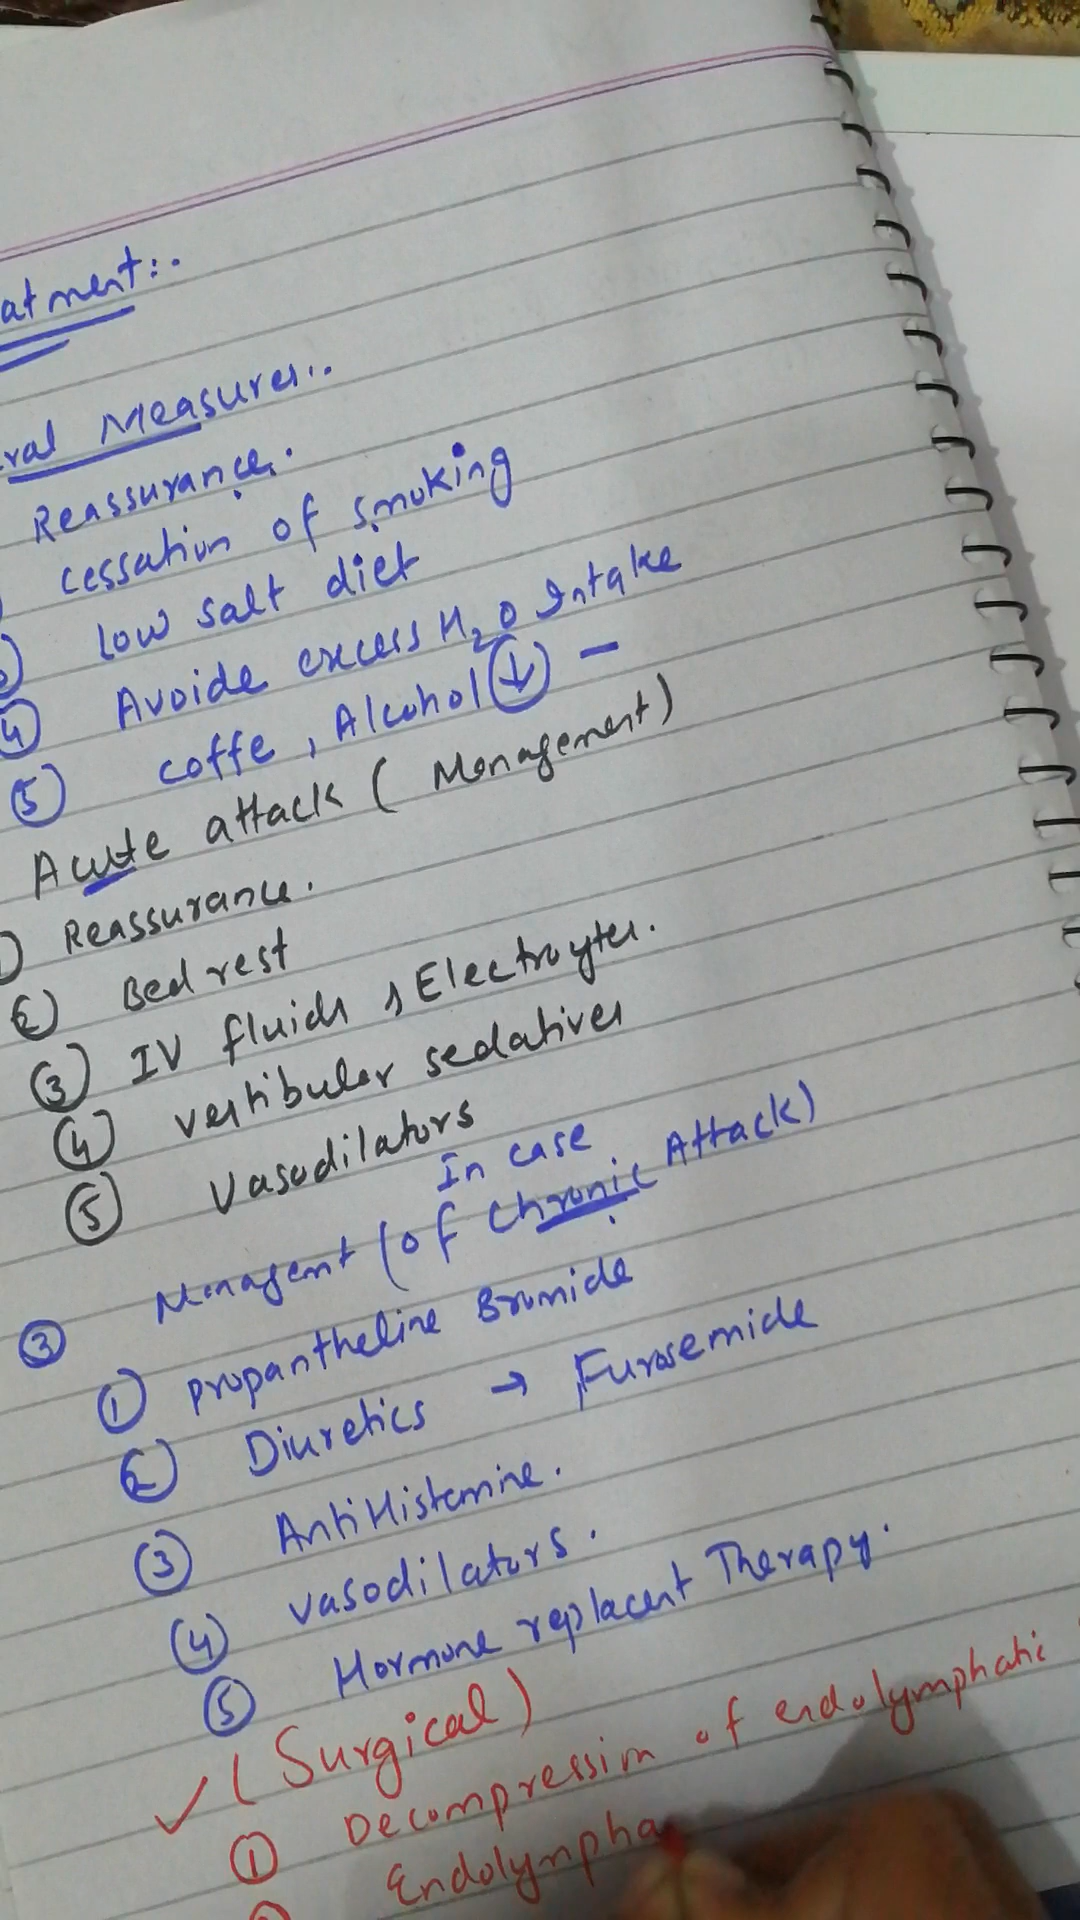 atment:.
ral Measures:.
Reassurance.
cessation of smoking
low salt diet
④ Avoide excess H₂O Intake
⑤ coffe, Alcohol ↓ –
Acute attack (Management)
Reassurance.
② Bed rest
③ IV fluids, Electroytes.
④ vestibular sedatives
⑤ Vasodilators
In case
③ Managemt (of Chronic Attack)
① propantheline Bromide
② Diuretics → Furosemide
③ AntiHistamine.
④ vasodilators.
⑤ Hormone replacent Therapy.
✓ (Surgical)
① Decompression of endolymphatic
Endolympha